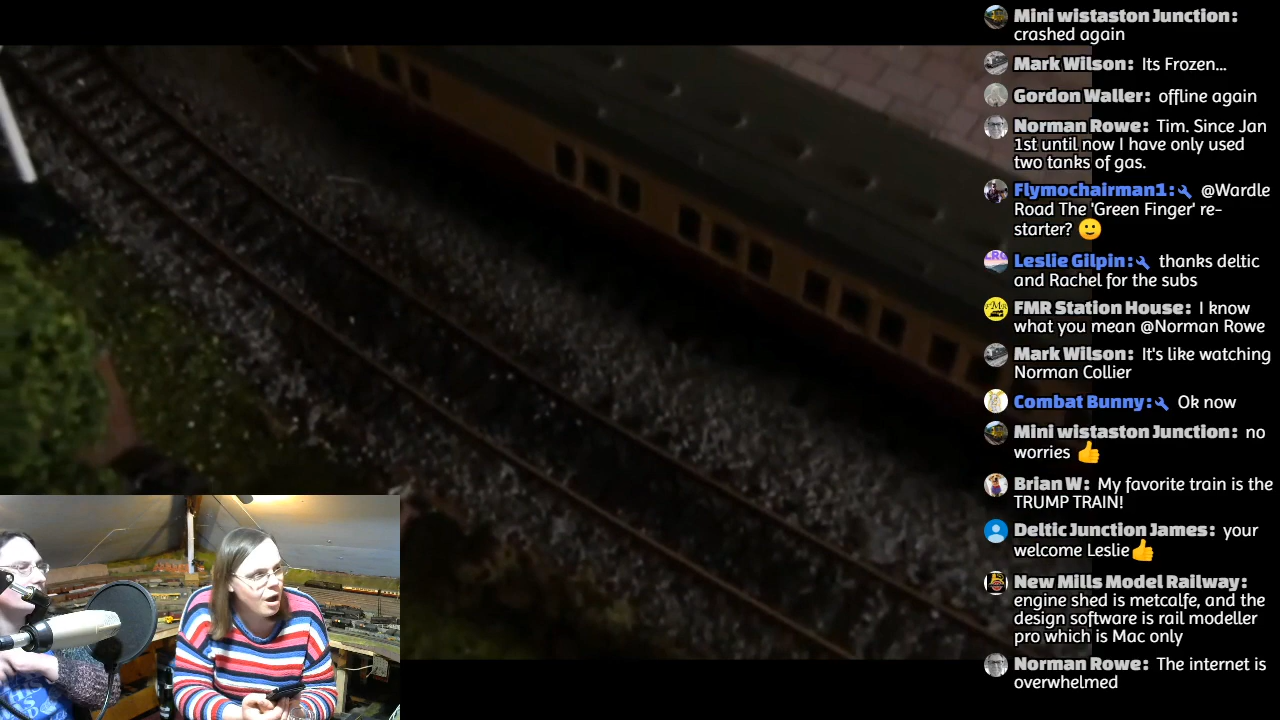 Mini wistaston Junction:
crashed again
Mark Wilson: Its Frozen...
Gordon Waller: offline again
Norman Rowe: Tim. Since Jan
1st until now I have only used
two tanks of gas.
Flymochairman1: @Wardle
Road The 'Green Finger' re-
starter? 🙂
Leslie Gilpin: thanks deltic
and Rachel for the subs
FMR Station House: I know
what you mean @Norman Rowe
Mark Wilson: It's like watching
Norman Collier
Combat Bunny: Ok now
Mini wistaston Junction: no
worries 👍
Brian W: My favorite train is the
TRUMP TRAIN!
Deltic Junction James: your
welcome Leslie👍
New Mills Model Railway:
engine shed is metcalfe, and the
design software is rail modeller
pro which is Mac only
Norman Rowe: The internet is
overwhelmed